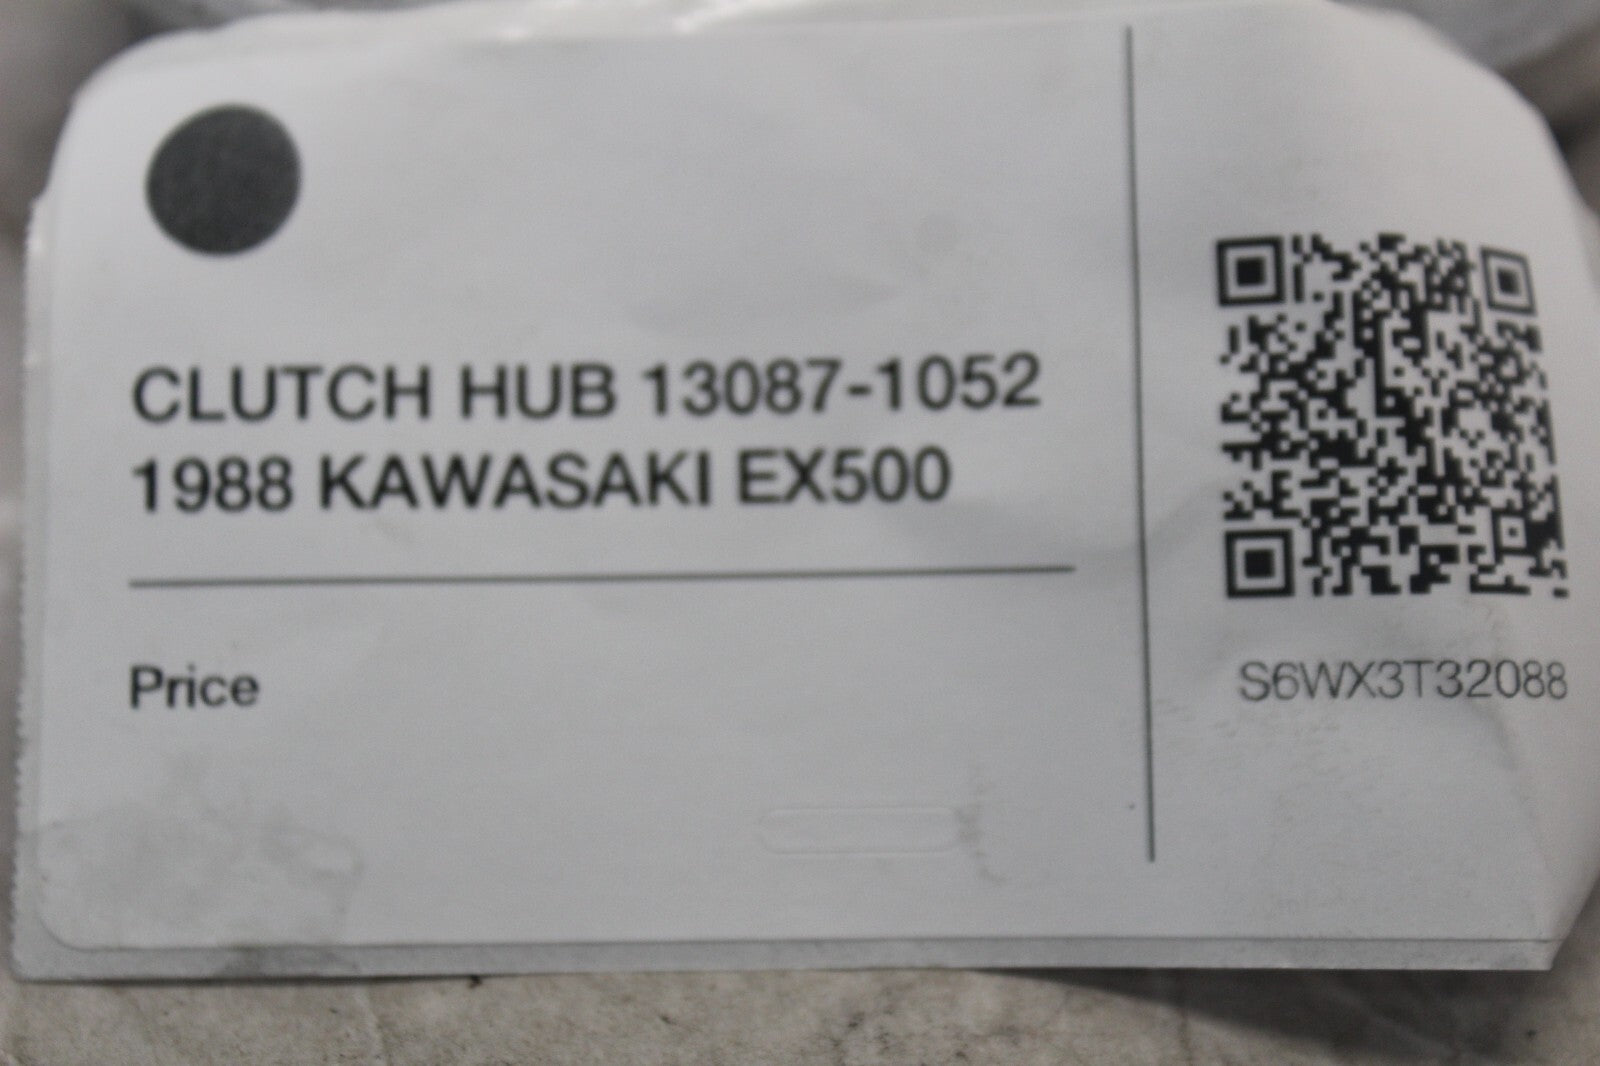 CLUTCH HUB 13087-1052
1988 KAWASAKI EX500
Price
S6WX3T32088